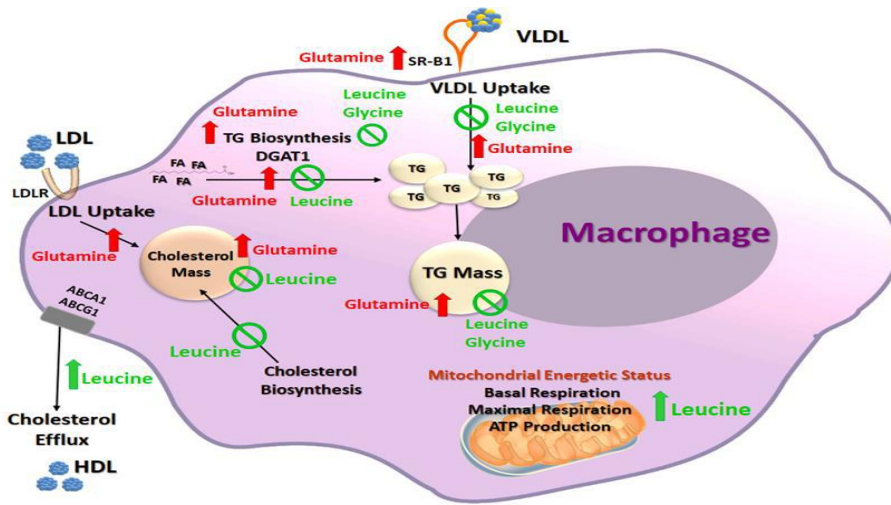 VLDL
Glutamine
SR-B1
VLDL Uptake
Leucine
Glycine
Glutamine
Leucine
Glycine
Glutamine
TG Biosynthesis
DGAT1
FA FA
FA FA
Glutamine
Leucine
TG
TG
TG
TG
TG
LDL
LDLR
LDL Uptake
Glutamine
Cholesterol
Mass
Glutamine
Leucine
Macrophage
TG Mass
Glutamine
Leucine
Glycine
ABCA1
ABCG1
Leucine
Cholesterol
Biosynthesis
Leucine
Cholesterol
Efflux
HDL
Mitochondrial Energetic Status
Basal Respiration
Maximal Respiration
ATP Production
Leucine